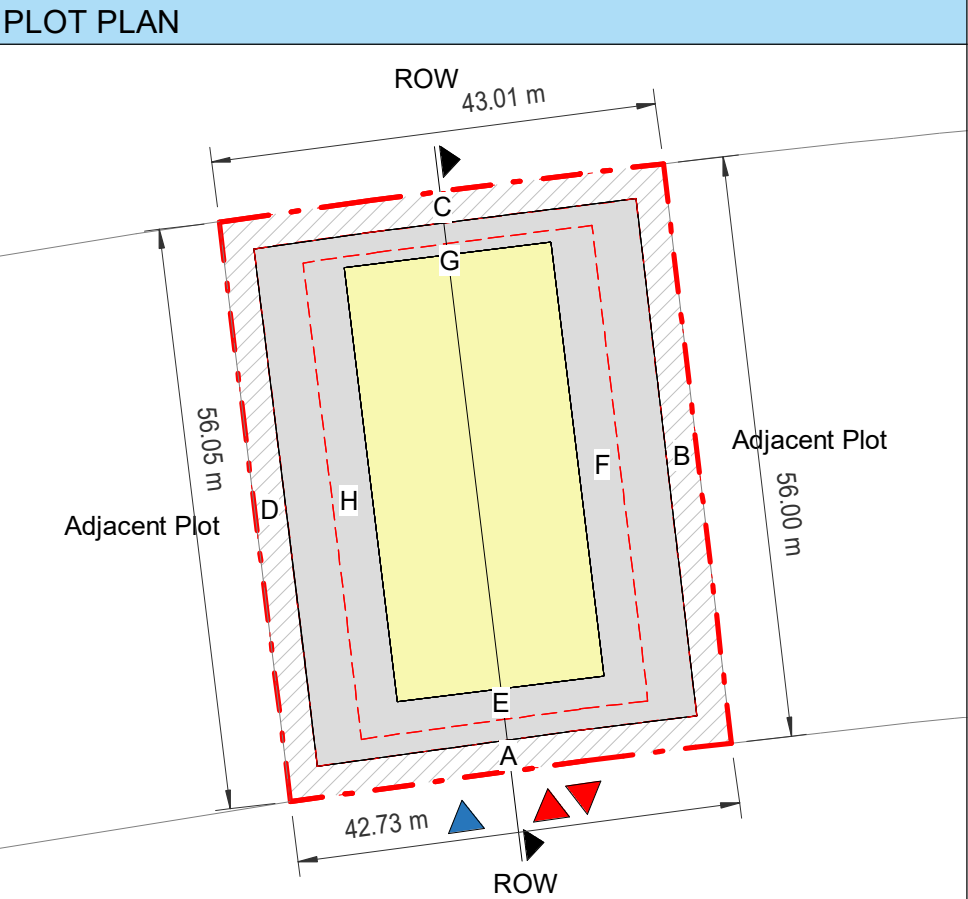 PLOT PLAN
ROW
43.01 m
C
G
56.05 m
Adjacent Plot
B
F
56.00 m
H
D
Adjacent Plot
E
A
42.73 m
ROW